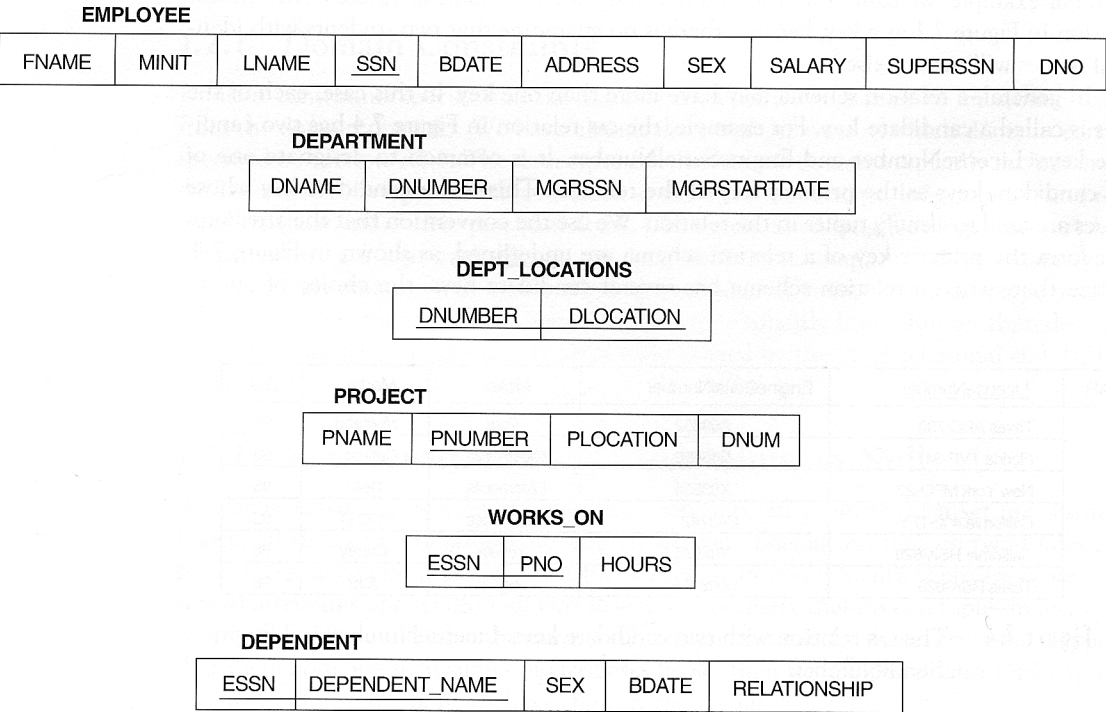 EMPLOYEE
FNAME MINIT LNAME SSN BDATE ADDRESS SEX SALARY SUPERSSN DNO
DEPARTMENT
DNAME DNUMBER MGRSSN MGRSTARTDATE
DEPT_LOCATIONS
DNUMBER DLOCATION
PROJECT
PNAME PNUMBER PLOCATION DNUM
WORKS_ON
ESSN PNO HOURS
DEPENDENT
ESSN DEPENDENT_NAME SEX BDATE RELATIONSHIP